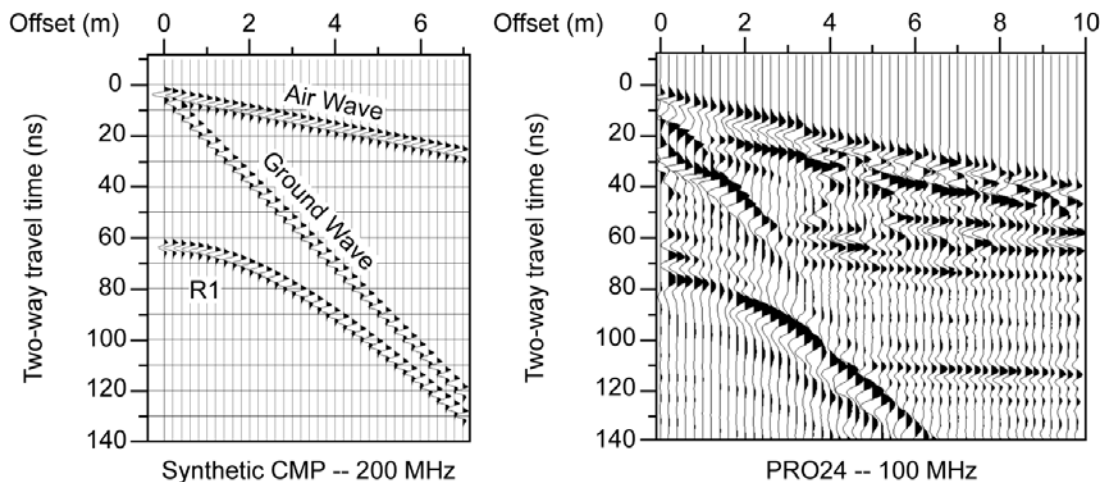 Offset (m) 0 2 4 6
Two-way travel time (ns)
0
20
40
60
80
100
120
140
Air Wave
Ground Wave
R1
Synthetic CMP -- 200 MHz
Offset (m) 0 2 4 6 8 10
Two-way travel time (ns)
0
20
40
60
80
100
120
140
PRO24 -- 100 MHz